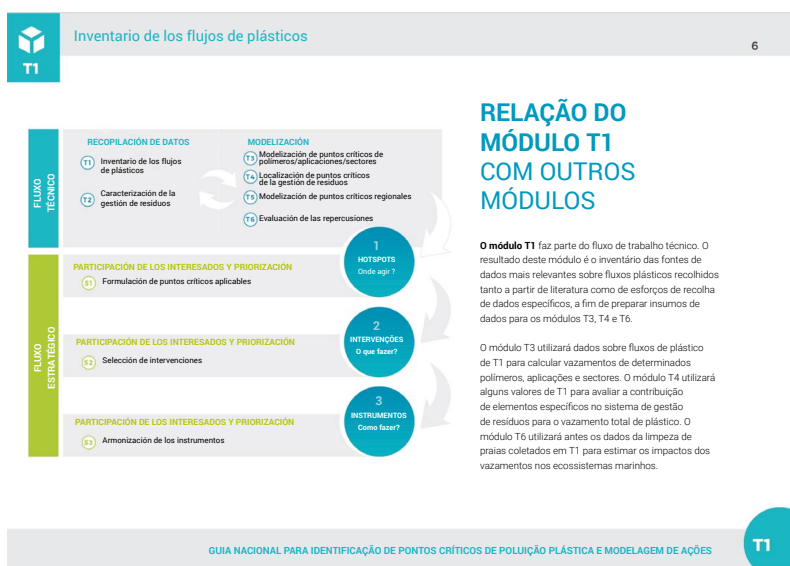 Inventario de los flujos de plásticos
6
T1
RECOPILACIÓN DE DATOS
T1 Inventario de los flujos
de plásticos
T2 Caracterización de la
gestión de residuos
MODELIZACIÓN
T3 Modelización de puntos críticos de
polímeros/aplicaciones/sectores
T4 Localización de puntos críticos
de la gestión de residuos
T5 Modelización de puntos críticos regionales
T6 Evaluación de las repercusiones
FLUXO
TÉCNICO
1
HOTSPOTS
Onde agir ?
PARTICIPACIÓN DE LOS INTERESADOS Y PRIORIZACIÓN
S1 Formulación de puntos críticos aplicables
FLUXO
ESTRATÉGICO
2
INTERVENÇÕES
O que fazer?
PARTICIPACIÓN DE LOS INTERESADOS Y PRIORIZACIÓN
S2 Selección de intervenciones
3
INSTRUMENTOS
Como fazer?
PARTICIPACIÓN DE LOS INTERESADOS Y PRIORIZACIÓN
S3 Armonización de los instrumentos
RELAÇÃO DO
MÓDULO T1
COM OUTROS
MÓDULOS
O módulo T1 faz parte do fluxo de trabalho técnico. O
resultado deste módulo é o inventário das fontes de
dados mais relevantes sobre fluxos plásticos recolhidos
tanto a partir de literatura como de esforços de recolha
de dados específicos, a fim de preparar insumos de
dados para os módulos T3, T4 e T6.
O módulo T3 utilizará dados sobre fluxos de plástico
de T1 para calcular vazamentos de determinados
polímeros, aplicações e sectores. O módulo T4 utilizará
alguns valores de T1 para avaliar a contribuição
de elementos específicos no sistema de gestão
de resíduos para o vazamento total de plástico. O
módulo T6 utilizará antes os dados da limpeza de
praias coletados em T1 para estimar os impactos dos
vazamentos nos ecossistemas marinhos.
GUIA NACIONAL PARA IDENTIFICAÇÃO DE PONTOS CRÍTICOS DE POLUIÇÃO PLÁSTICA E MODELAGEM DE AÇÕES
T1